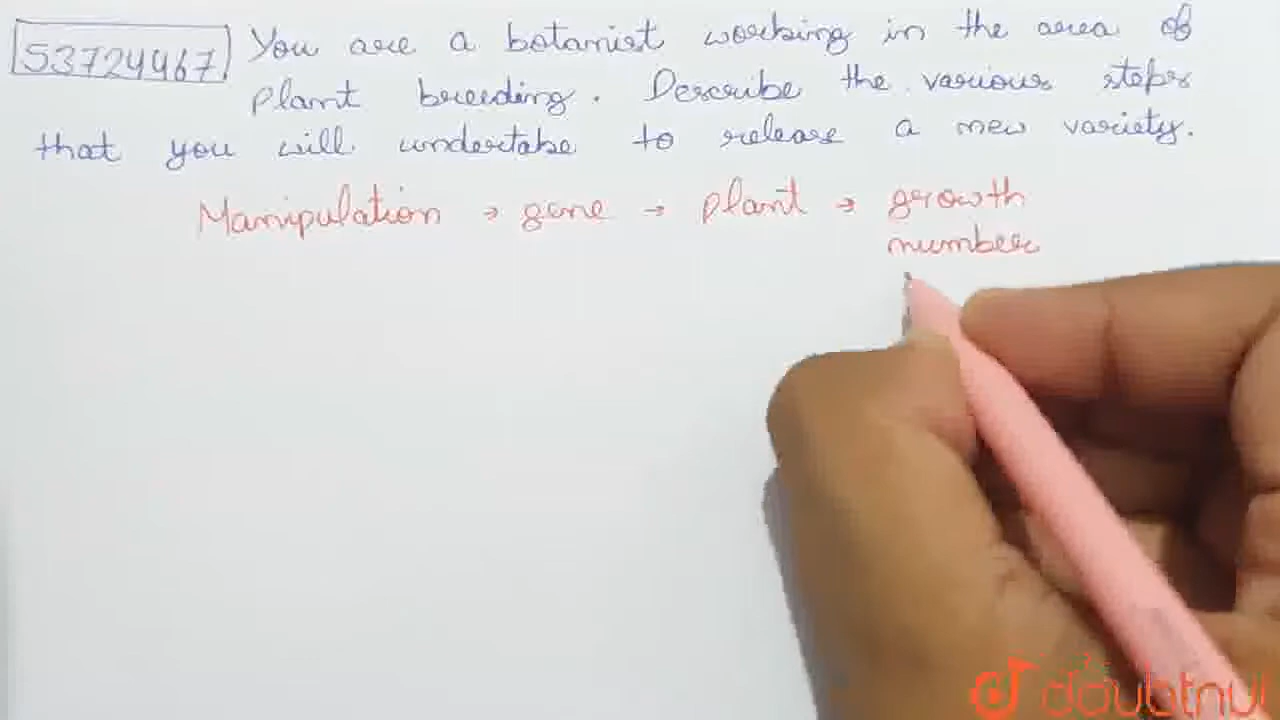 53724467 You are a botanist working in the area of
plant breeding. Describe the various steps
that you will undertake to release a new variety.
Manipulation → gene → plant → growth
number
doubtnut